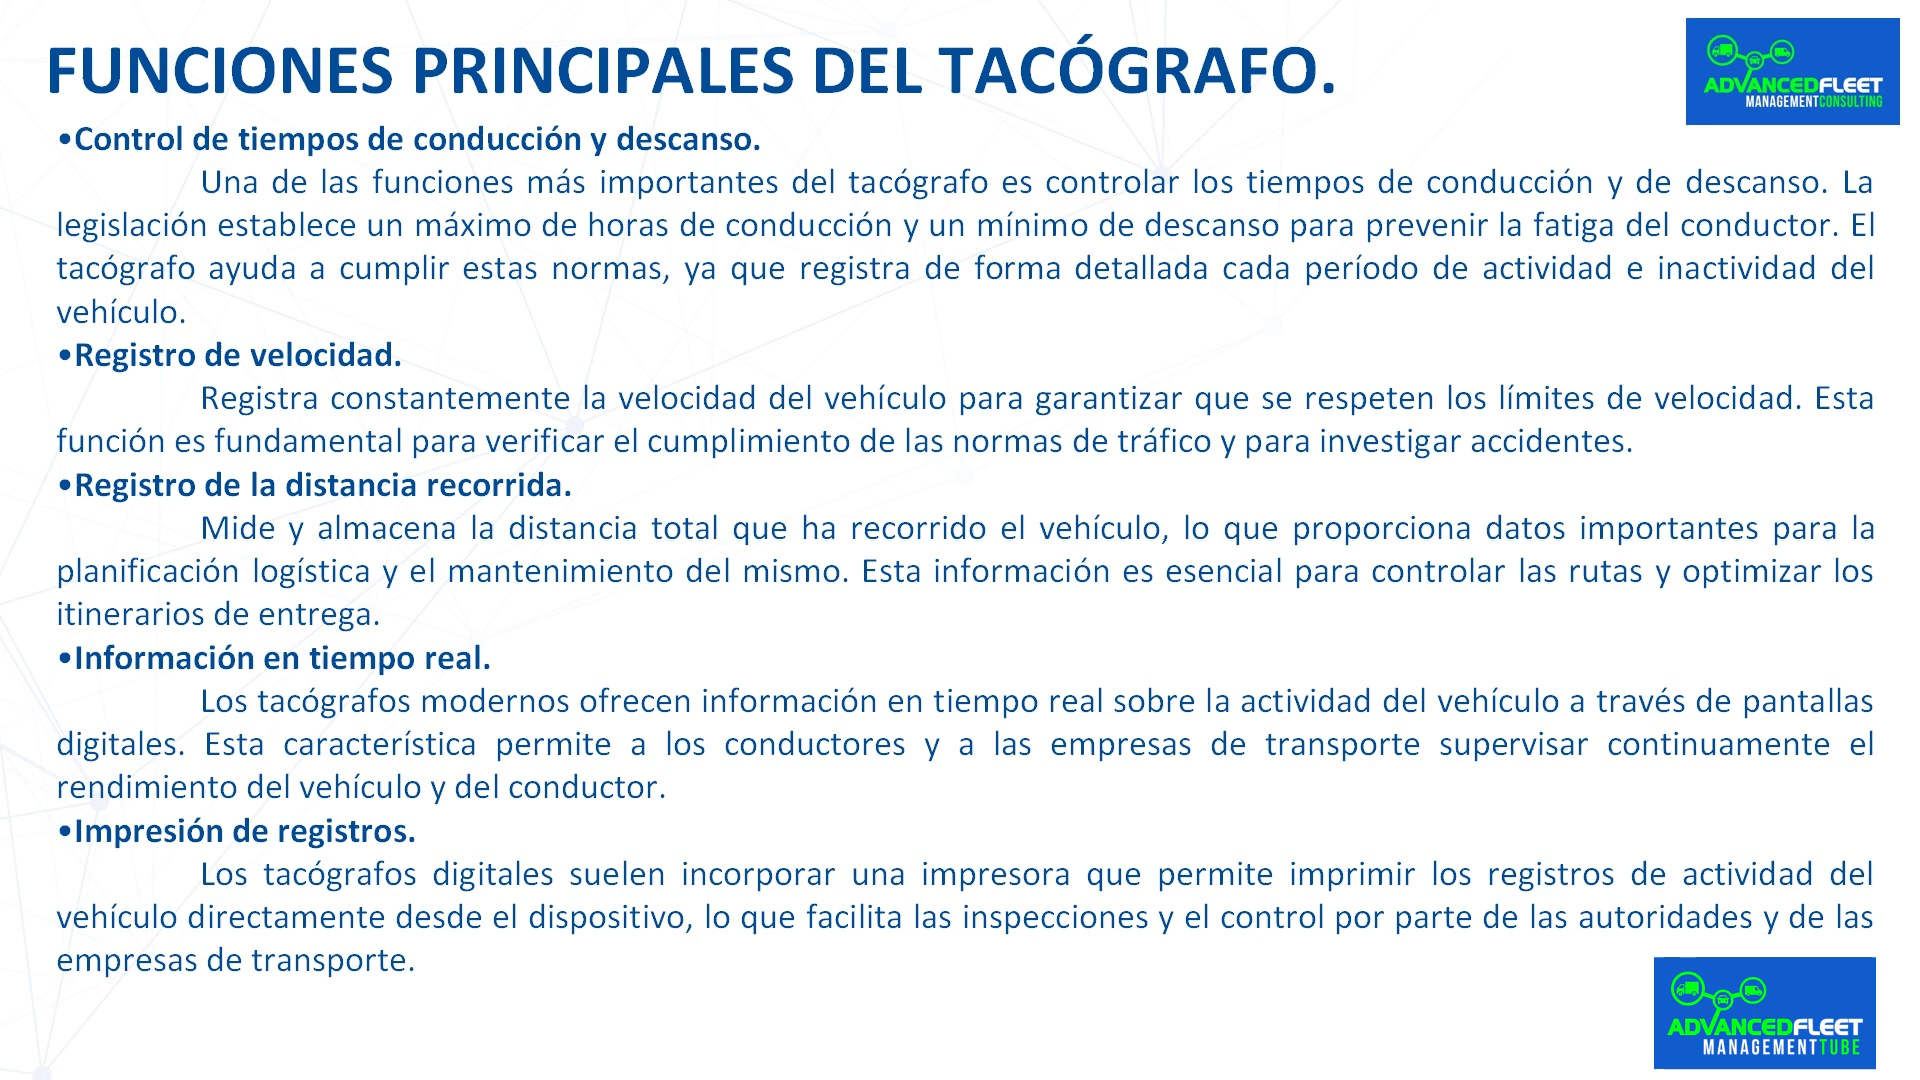 FUNCIONES PRINCIPALES DEL TACÓGRAFO.
ADVANCEDFLEET
MANAGEMENTCONSULTING
•Control de tiempos de conducción y descanso.
Una de las funciones más importantes del tacógrafo es controlar los tiempos de conducción y de descanso. La
legislación establece un máximo de horas de conducción y un mínimo de descanso para prevenir la fatiga del conductor. El
tacógrafo ayuda a cumplir estas normas, ya que registra de forma detallada cada período de actividad e inactividad del
vehículo.
•Registro de velocidad.
Registra constantemente la velocidad del vehículo para garantizar que se respeten los límites de velocidad. Esta
función es fundamental para verificar el cumplimiento de las normas de tráfico y para investigar accidentes.
•Registro de la distancia recorrida.
Mide y almacena la distancia total que ha recorrido el vehículo, lo que proporciona datos importantes para la
planificación logística y el mantenimiento del mismo. Esta información es esencial para controlar las rutas y optimizar los
itinerarios de entrega.
•Información en tiempo real.
Los tacógrafos modernos ofrecen información en tiempo real sobre la actividad del vehículo a través de pantallas
digitales. Esta característica permite a los conductores y a las empresas de transporte supervisar continuamente el
rendimiento del vehículo y del conductor.
•Impresión de registros.
Los tacógrafos digitales suelen incorporar una impresora que permite imprimir los registros de actividad del
vehículo directamente desde el dispositivo, lo que facilita las inspecciones y el control por parte de las autoridades y de las
empresas de transporte.
ADVANCEDFLEET
MANAGEMENTTUBE